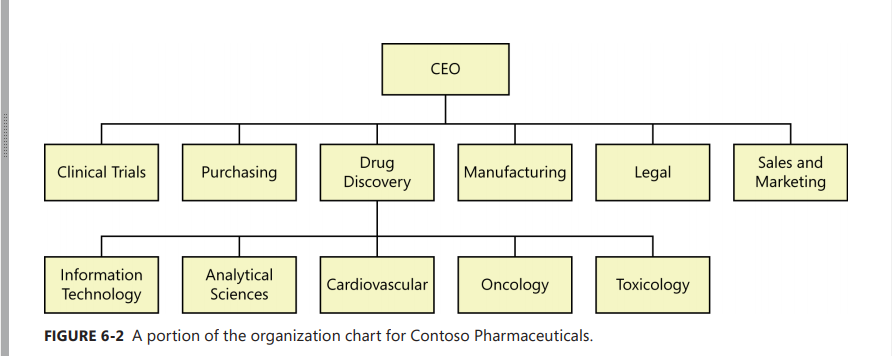 CEO
Clinical Trials
Purchasing
Drug
Discovery
Manufacturing
Legal
Sales and
Marketing
Information
Technology
Analytical
Sciences
Cardiovascular
Oncology
Toxicology
FIGURE 6-2 A portion of the organization chart for Contoso Pharmaceuticals.